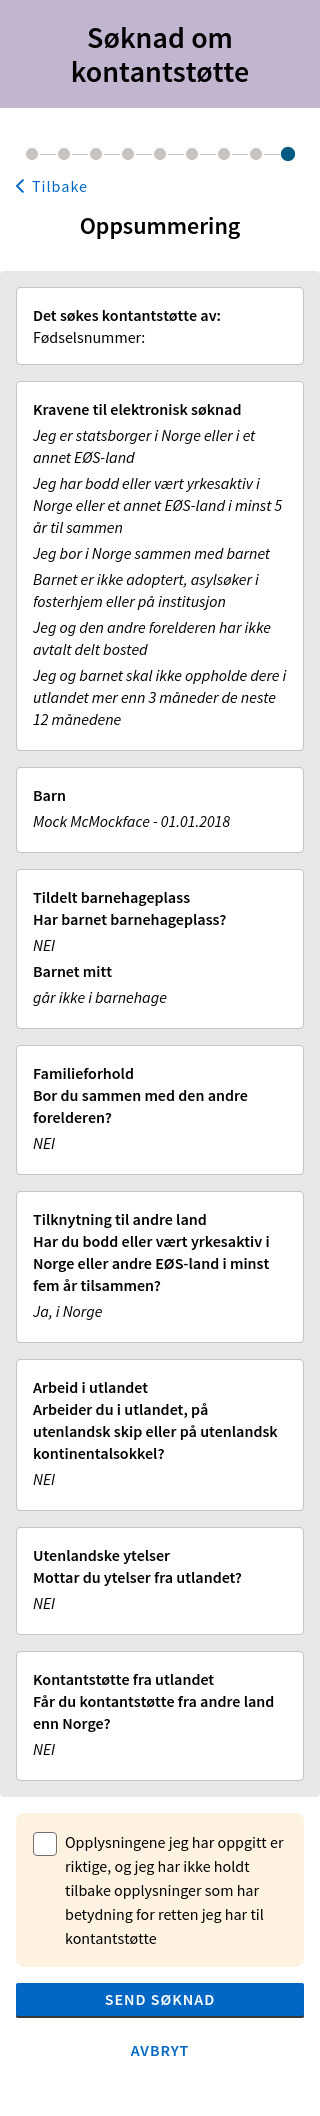 Søknad om
kontantstøtte
Tilbake
Oppsummering
Det søkes kontantstøtte av:
Fødselsnummer:
Kravene til elektronisk søknad
Jeg er statsborger i Norge eller i et
annet EØS-land
Jeg har bodd eller vært yrkesaktiv i
Norge eller et annet EØS-land i minst 5
år til sammen
Jeg bor i Norge sammen med barnet
Barnet er ikke adoptert, asylsøker i
fosterhjem eller på institusjon
Jeg og den andre forelderen har ikke
avtalt delt bosted
Jeg og barnet skal ikke oppholde dere i
utlandet mer enn 3 måneder de neste
12 månedene
Barn
Mock McMockface - 01.01.2018
Tildelt barnehageplass
Har barnet barnehageplass?
NEI
Barnet mitt
går ikke i barnehage
Familieforhold
Bor du sammen med den andre
forelderen?
NEI
Tilknytning til andre land
Har du bodd eller vært yrkesaktiv i
Norge eller andre EØS-land i minst
fem år tilsammen?
Ja, i Norge
Arbeid i utlandet
Arbeider du i utlandet, på
utenlandsk skip eller på utenlandsk
kontinentalsokkel?
NEI
Utenlandske ytelser
Mottar du ytelser fra utlandet?
NEI
Kontantstøtte fra utlandet
Får du kontantstøtte fra andre land
enn Norge?
NEI
Opplysningene jeg har oppgitt er
riktige, og jeg har ikke holdt
tilbake opplysninger som har
betydning for retten jeg har til
kontantstøtte
SEND SØKNAD
AVBRYT